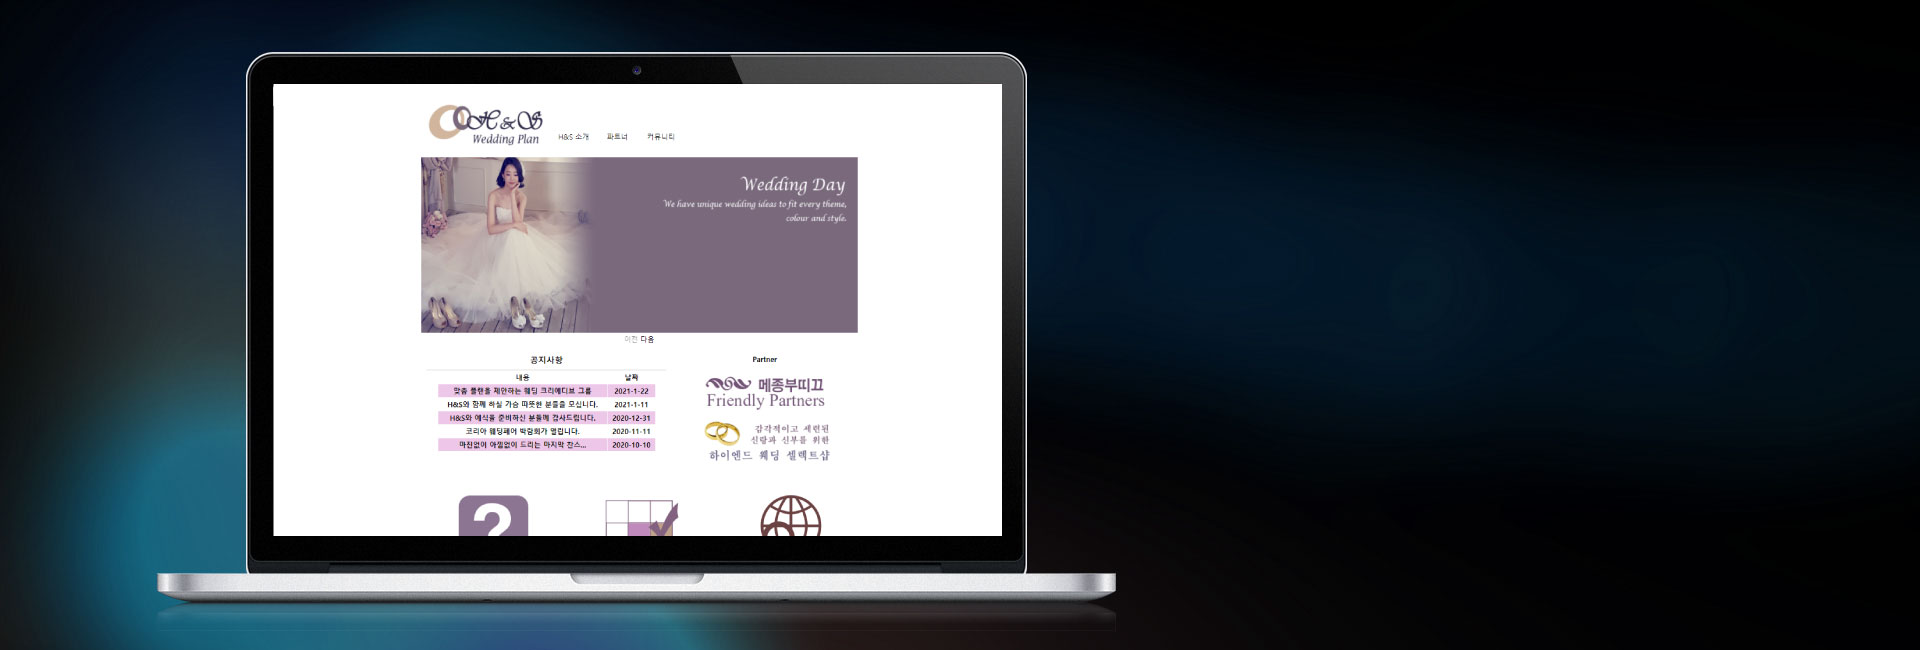 H&S
Wedding Plan
H&S 소개 파트너 커뮤니티
Wedding Day
We have unique wedding ideas to fit every theme,
colour and style.
이전 다음
공지사항
내용 날짜
맞춤 플랜을 제안하는 웨딩 크리에디브 그룹 2021-1-22
H&S와 함께 하실 가슴 따뜻한 분들을 모십니다. 2021-1-11
H&S와 예식을 준비하신 분들께 감사드립니다. 2020-12-31
코리아 웨딩페어 박람회가 열립니다. 2020-11-11
마진없이 아낌없이 드리는 마지막 찬스... 2020-10-10
Partner
메종부띠끄
Friendly Partners
감각적이고 세련된
신랑과 신부를 위한
하이엔드 웨딩 셀렉트샵
?